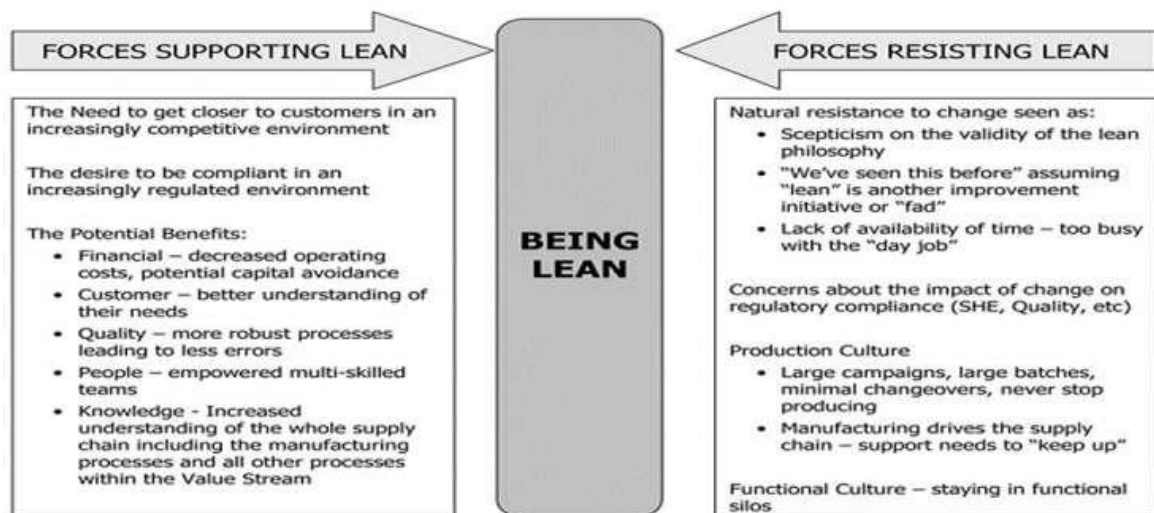 FORCES SUPPORTING LEAN
The Need to get closer to customers in an
increasingly competitive environment
The desire to be compliant in an
increasingly regulated environment
The Potential Benefits:
• Financial – decreased operating
costs, potential capital avoidance
• Customer – better understanding of
their needs
• Quality – more robust processes
leading to less errors
• People – empowered multi-skilled
teams
• Knowledge - Increased
understanding of the whole supply
chain including the manufacturing
processes and all other processes
within the Value Stream
BEING
LEAN
FORCES RESISTING LEAN
Natural resistance to change seen as:
• Scepticism on the validity of the lean
philosophy
• “We’ve seen this before” assuming
“lean” is another improvement
initiative or “fad”
• Lack of availability of time – too busy
with the “day job”
Concerns about the impact of change on
regulatory compliance (SHE, Quality, etc)
Production Culture
• Large campaigns, large batches,
minimal changeovers, never stop
producing
• Manufacturing drives the supply
chain – support needs to “keep up”
Functional Culture – staying in functional
silos